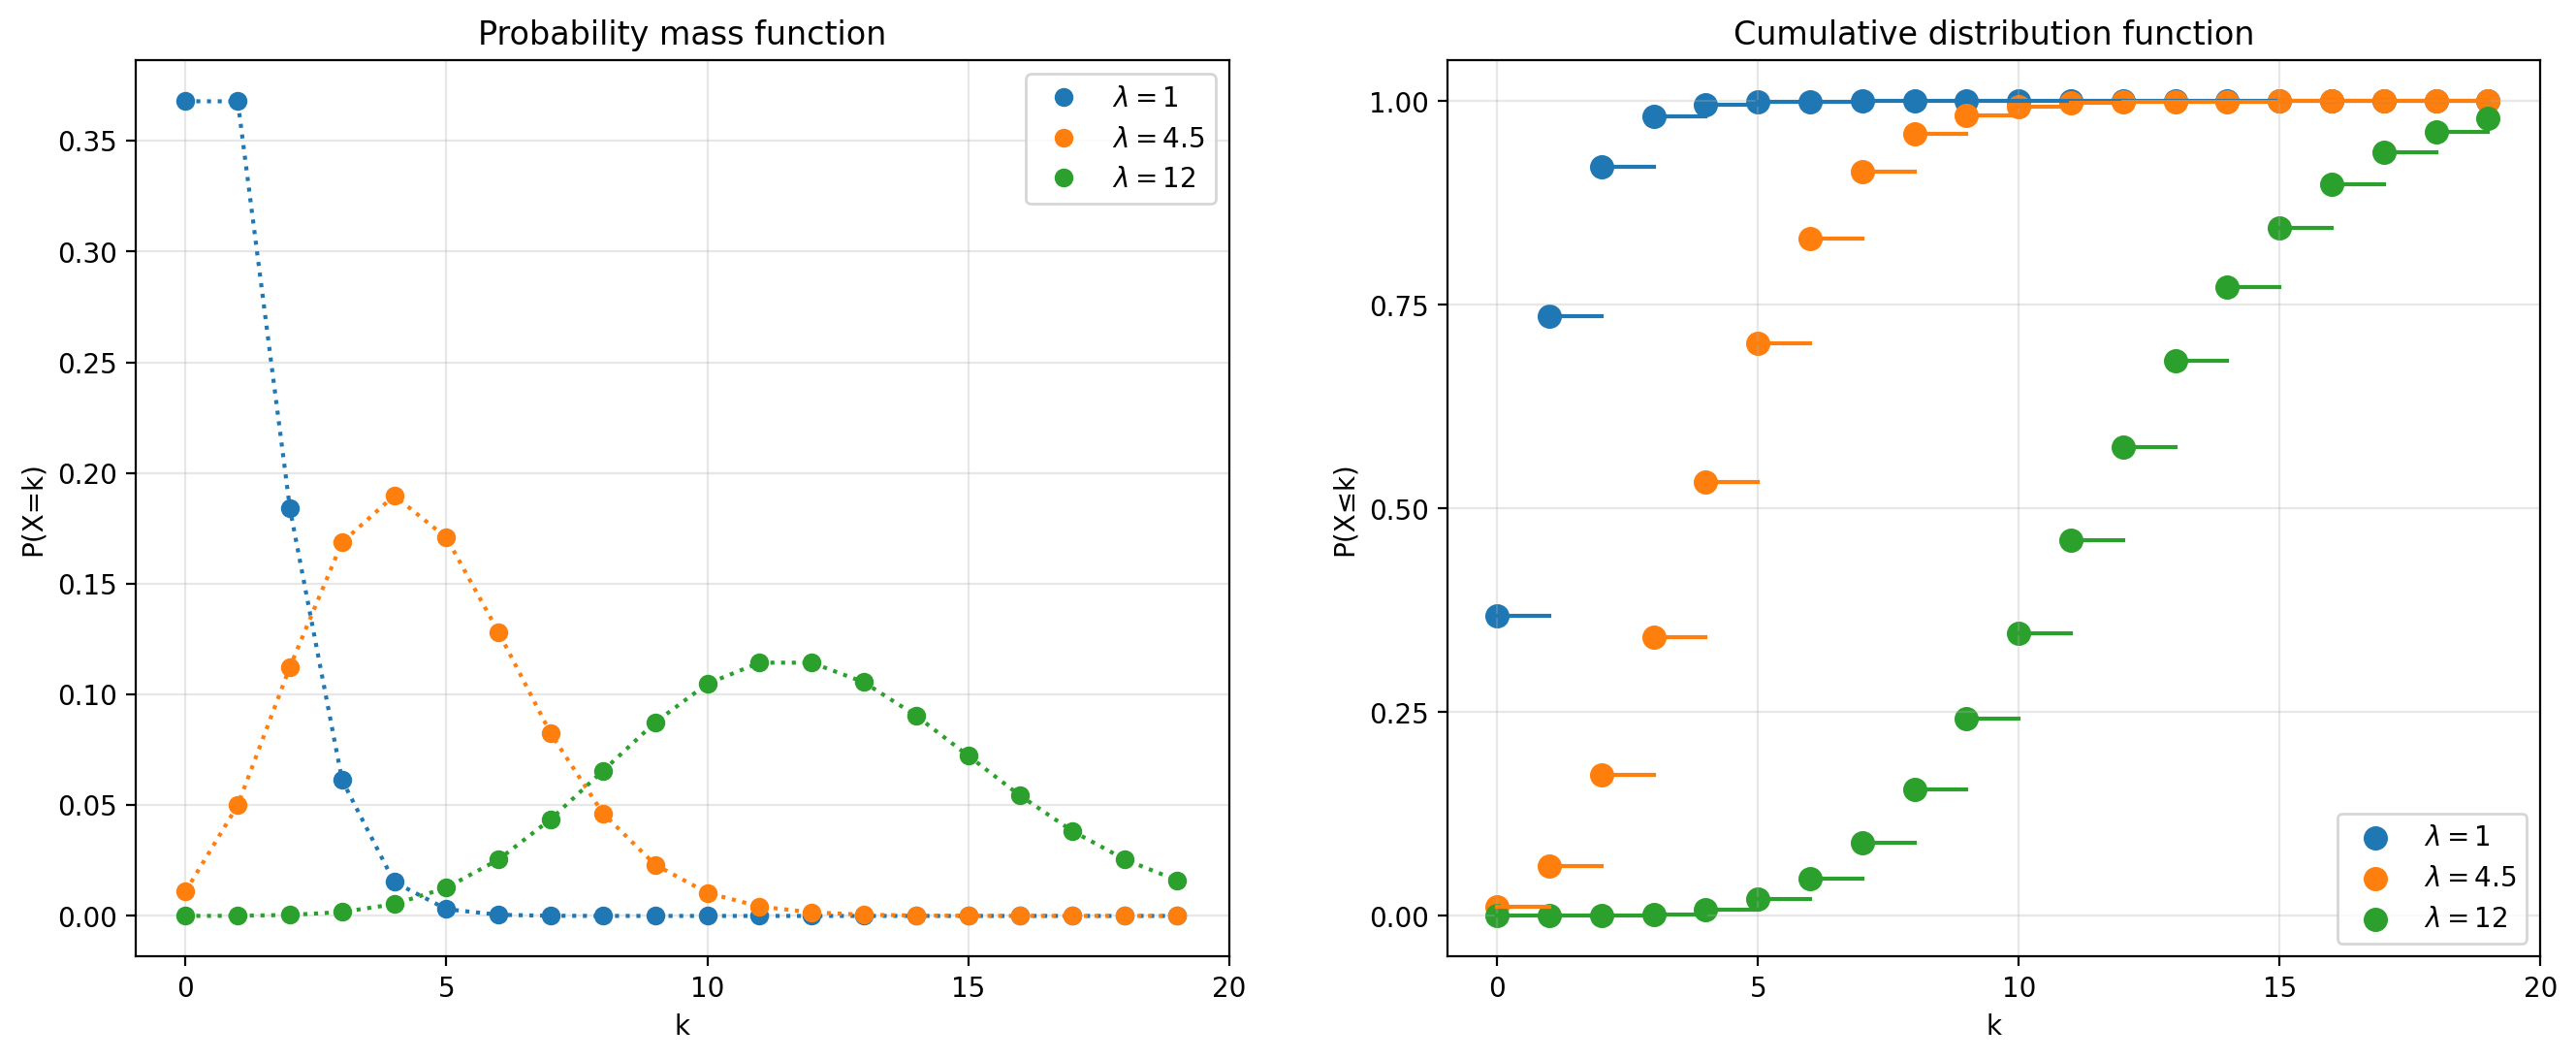 Probability mass function
P(X=k)
0.35
0.30
0.25
0.20
0.15
0.10
0.05
0.00
0 5 10 15 20
k
λ = 1
λ = 4.5
λ = 12
Cumulative distribution function
P(X≤k)
1.00
0.75
0.50
0.25
0.00
0 5 10 15 20
k
λ = 1
λ = 4.5
λ = 12